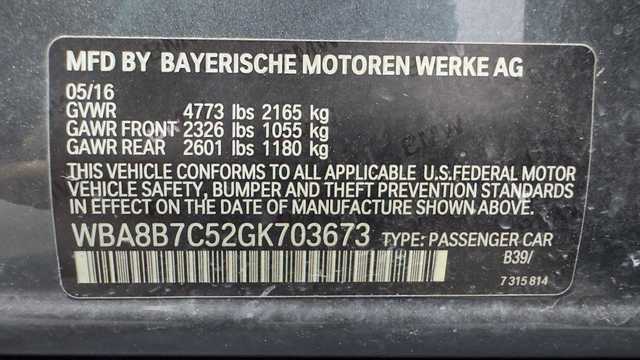 MFD BY BAYERISCHE MOTOREN WERKE AG
05/16
GVWR 4773 lbs 2165 kg
GAWR FRONT 2326 lbs 1055 kg
GAWR REAR 2601 lbs 1180 kg
THIS VEHICLE CONFORMS TO ALL APPLICABLE U.S.FEDERAL MOTOR
VEHICLE SAFETY, BUMPER AND THEFT PREVENTION STANDARDS
IN EFFECT ON THE DATE OF MANUFACTURE SHOWN ABOVE.
WBA8B7C52GK703673 TYPE: PASSENGER CAR
B39/
7 315 814